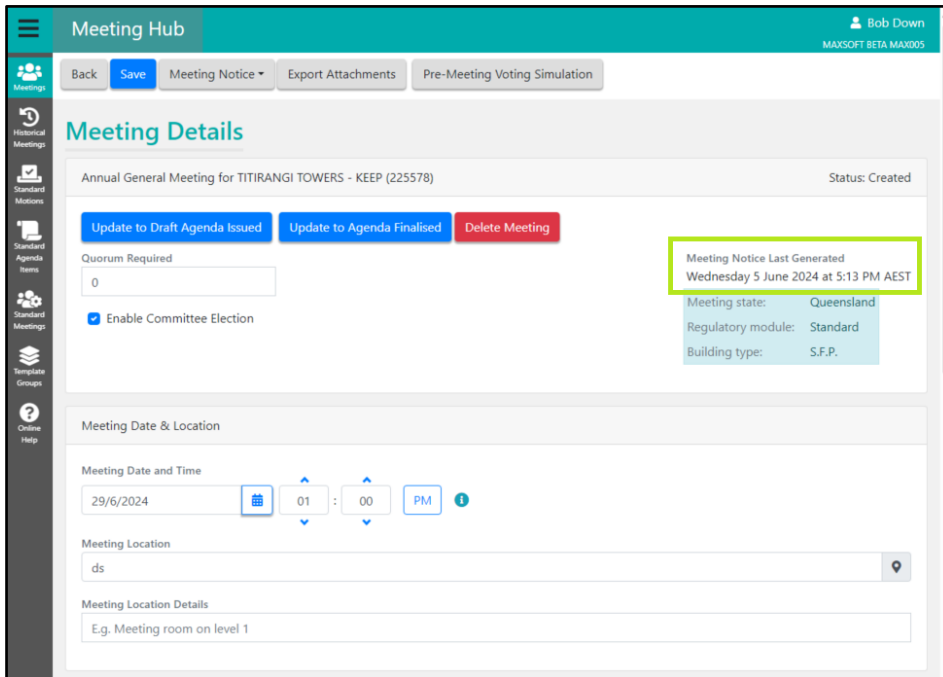 Meeting Hub
Bob Down
MAXSOFT BETA MAX005
Meetings
Historical
Meetings
Standard
Motions
Standard
Agenda
Items
Standard
Meetings
Template
Groups
Online
Help
Back
Save
Meeting Notice
Export Attachments
Pre-Meeting Voting Simulation
Meeting Details
Annual General Meeting for TITIRANGI TOWERS - KEEP (225578)
Status: Created
Update to Draft Agenda Issued
Update to Agenda Finalised
Delete Meeting
Quorum Required
0
Enable Committee Election
Meeting Notice Last Generated
Wednesday 5 June 2024 at 5:13 PM AEST
Meeting state: Queensland
Regulatory module: Standard
Building type: S.F.P.
Meeting Date & Location
Meeting Date and Time
29/6/2024 01 : 00 PM
Meeting Location
ds
Meeting Location Details
E.g. Meeting room on level 1